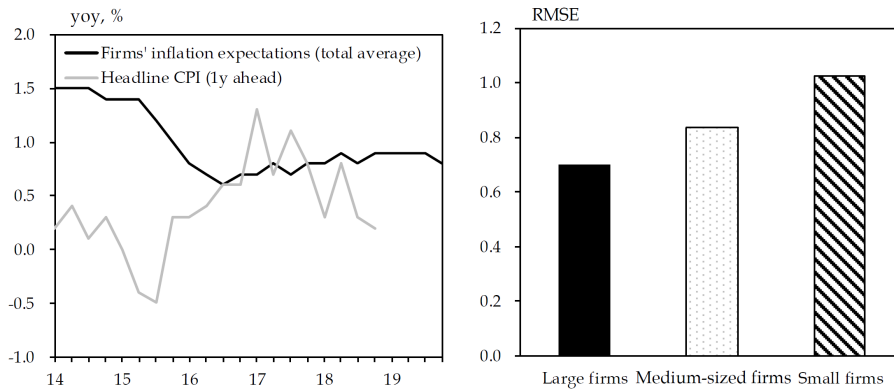 yoy, %
2.0
Firms' inflation expectations (total average)
Headline CPI (1y ahead)
1.5
1.0
0.5
0.0
-0.5
-1.0
14 15 16 17 18 19
RMSE
1.2
1.0
0.8
0.6
0.4
0.2
0.0
Large firms Medium-sized firms Small firms